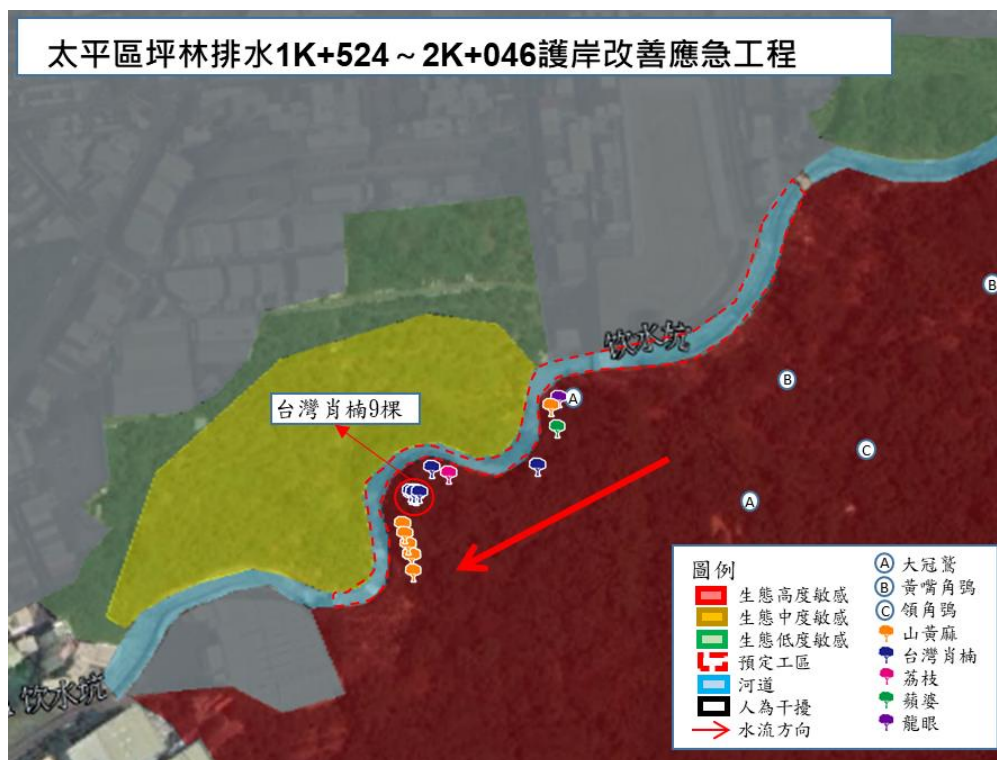 太平區坪林排水1K+524～2K+046護岸改善應急工程
B
饮水坑
B
台灣肖楠9棵
A
C
A
圖例
生態高度敏感
生態中度敏感
生態低度敏感
預定工區
河道
人為干擾
水流方向
A 大冠鷲
B 黃嘴角鴞
C 領角鴞
山黃麻
台灣肖楠
荔枝
蘋婆
龍眼
饮水坑